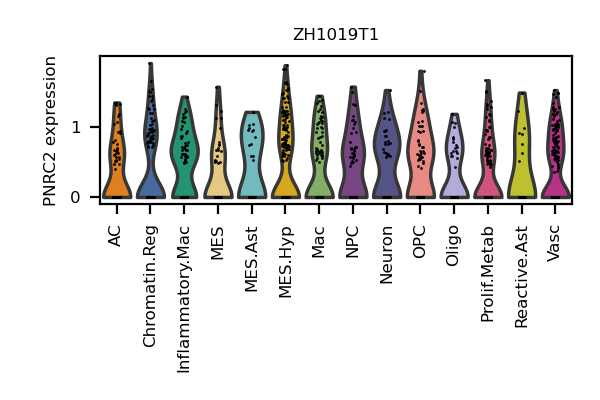 ZH1019T1
PNRC2 expression
1
0
AC
Chromatin.Reg
Inflammatory.Mac
MES
MES.Ast
MES.Hyp
Mac
NPC
Neuron
OPC
Oligo
Prolif.Metab
Reactive.Ast
Vasc